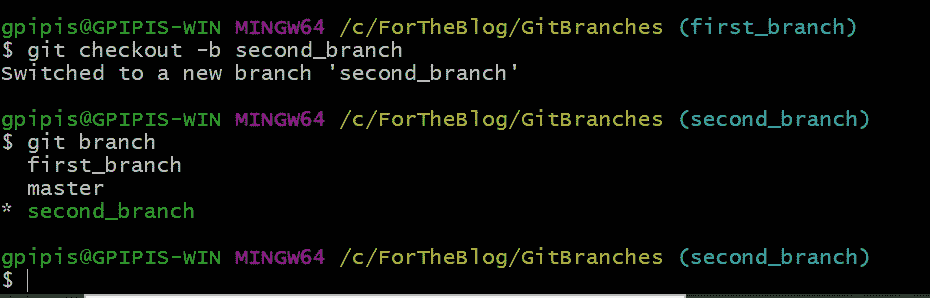 gpipis@GPIPIS-WIN MINGW64 /c/ForTheBlog/GitBranches (first_branch)
$ git checkout -b second_branch
Switched to a new branch 'second_branch'
gpipis@GPIPIS-WIN MINGW64 /c/ForTheBlog/GitBranches (second_branch)
$ git branch
  first_branch
  master
* second_branch
gpipis@GPIPIS-WIN MINGW64 /c/ForTheBlog/GitBranches (second_branch)
$